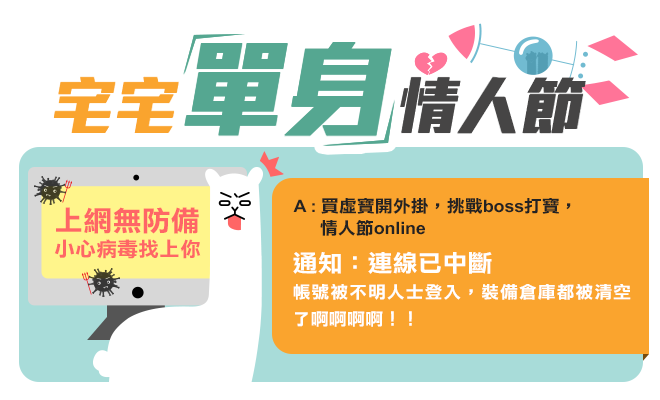 宅宅單身情人節
上網無防備
小心病毒找上你
A：買虛寶開外掛，挑戰boss打寶，
情人節online
通知：連線已中斷
帳號被不明人士登入，裝備倉庫都被清空
了啊啊啊啊！！